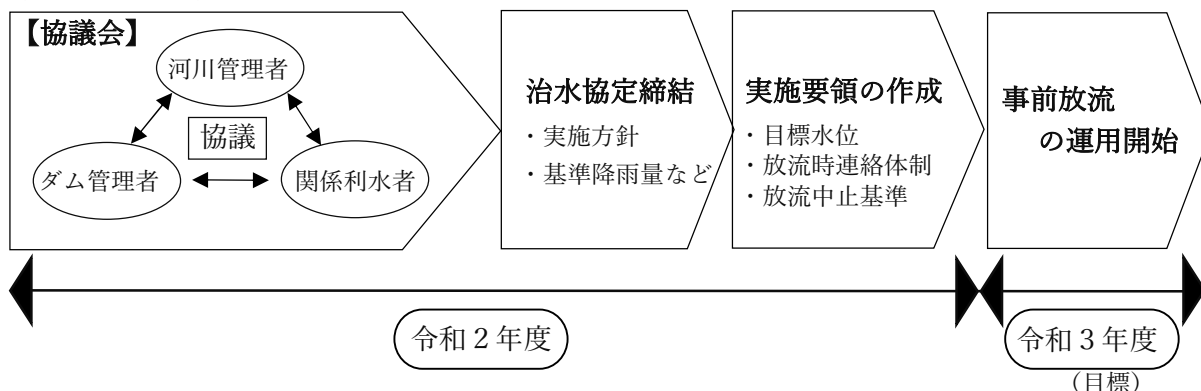 【協議会】
河川管理者
協議
ダム管理者
関係利水者
治水協定締結
・実施方針
・基準降雨量など
実施要領の作成
・目標水位
・放流時連絡体制
・放流中止基準
事前放流
の運用開始
令和２年度
令和３年度
（目標）